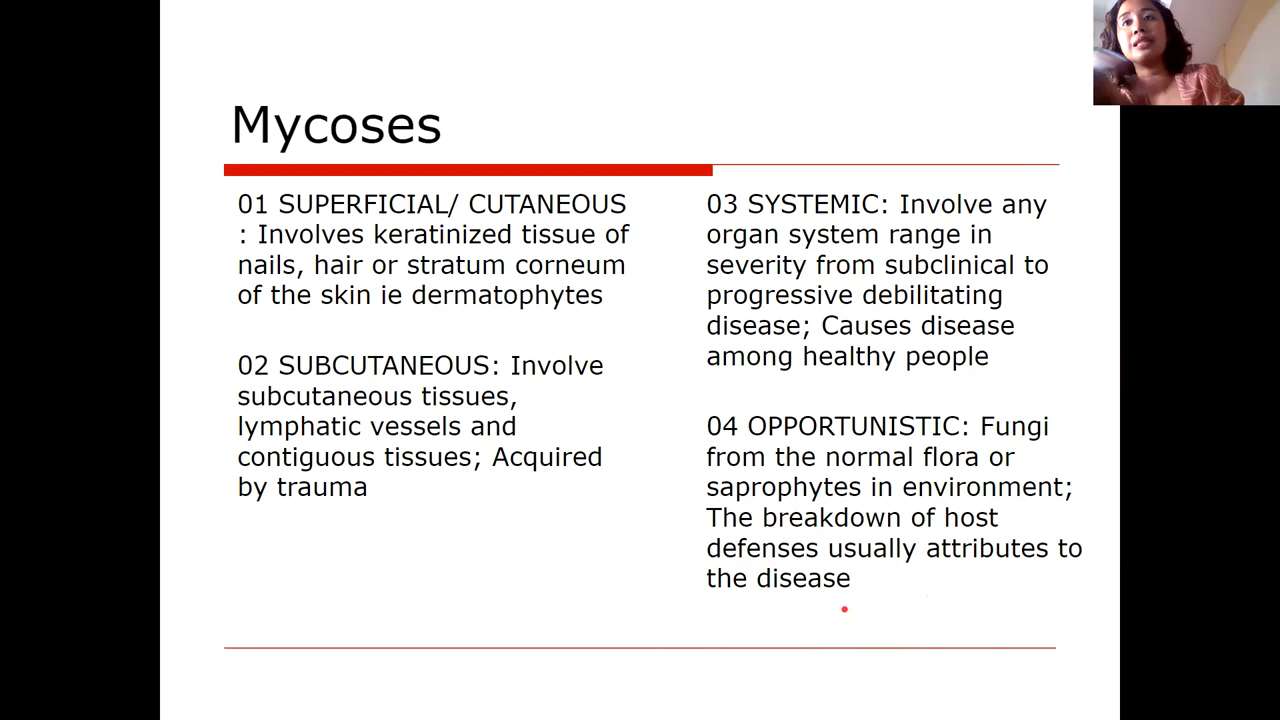 Mycoses
01 SUPERFICIAL/ CUTANEOUS
: Involves keratinized tissue of
nails, hair or stratum corneum
of the skin ie dermatophytes
02 SUBCUTANEOUS: Involve
subcutaneous tissues,
lymphatic vessels and
contiguous tissues; Acquired
by trauma
03 SYSTEMIC: Involve any
organ system range in
severity from subclinical to
progressive debilitating
disease; Causes disease
among healthy people
04 OPPORTUNISTIC: Fungi
from the normal flora or
saprophytes in environment;
The breakdown of host
defenses usually attributes to
the disease